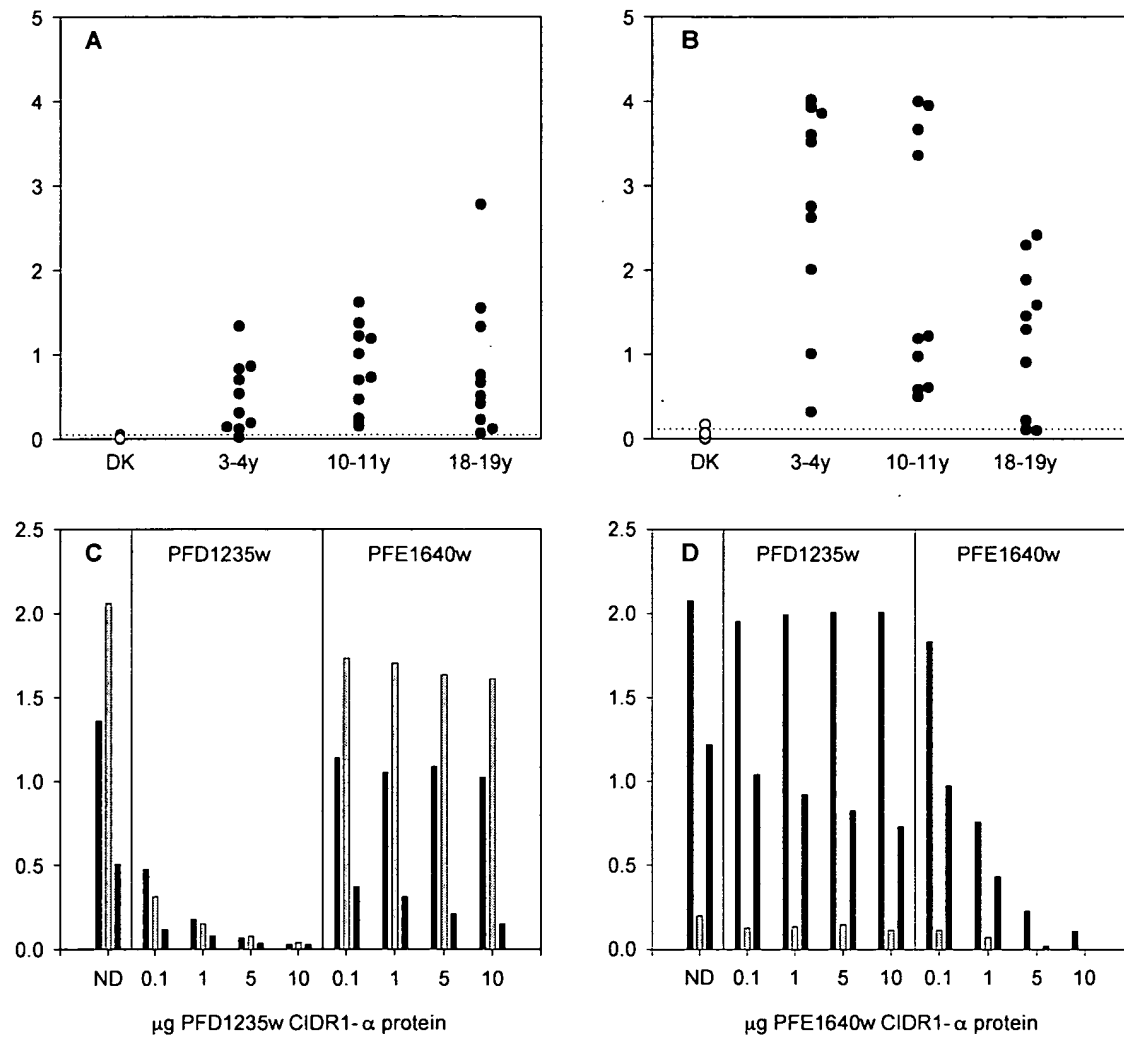 A
5
4
3
2
1
0
DK 3-4y 10-11y 18-19y
B
5
4
3
2
1
0
DK 3-4y 10-11y 18-19y
C PFD1235w PFE1640w
2.5
2.0
1.5
1.0
0.5
0.0
ND 0.1 1 5 10 0.1 1 5 10
µg PFD1235w CIDR1- α protein
PFD1235w D PFE1640w
2.5
2.0
1.5
1.0
0.5
0.0
ND 0.1 1 5 10 0.1 1 5 10
µg PFE1640w CIDR1- α protein